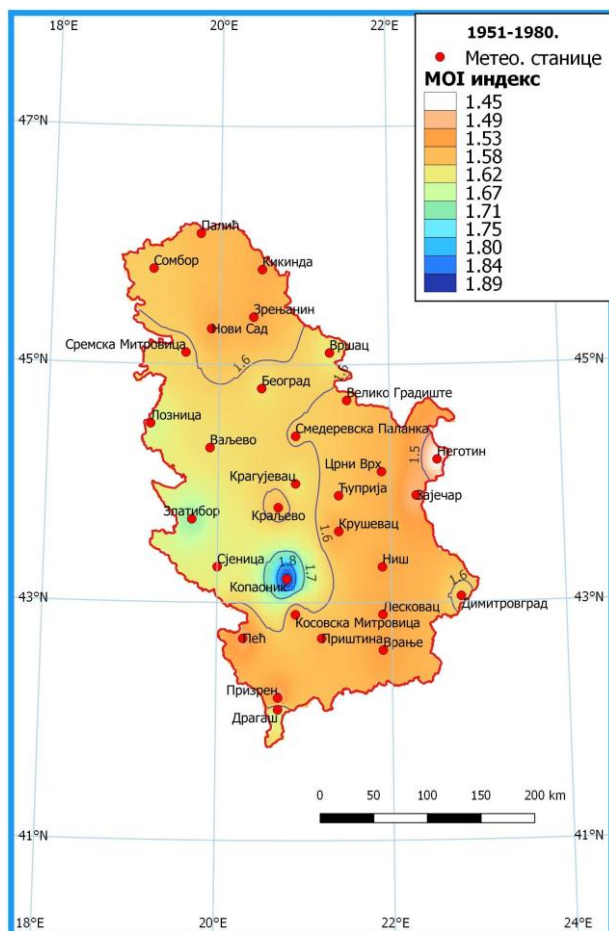 18°E
20°E
22°E
1951-1980.
Метео. станице
MOI индекс
1.45
1.49
1.53
1.58
1.62
1.67
1.71
1.75
1.80
1.84
1.89
47°N
Палић
Сомбор
Кикинда
Зрењанин
Нови Сад
Сремска Митровица
Вршац
45°N
45°N
1.6
1.6
Београд
Велико Градиште
Лозница
Смедеревска Паланка
Ваљево
Црни Врх
1.5
Неготин
Крагујевац
Ћуприја
Зајечар
Златибор
Краљево
1.6
Крушевац
Сјеница
1.8
1.7
Ниш
1.6
Копаоник
43°N
43°N
Димитровград
Лесковац
Косовска Митровица
Пећ
Приштина
Врање
Призрен
Драгаш
0
50
100
150
200 km
41°N
41°N
18°E
20°E
22°E
24°E